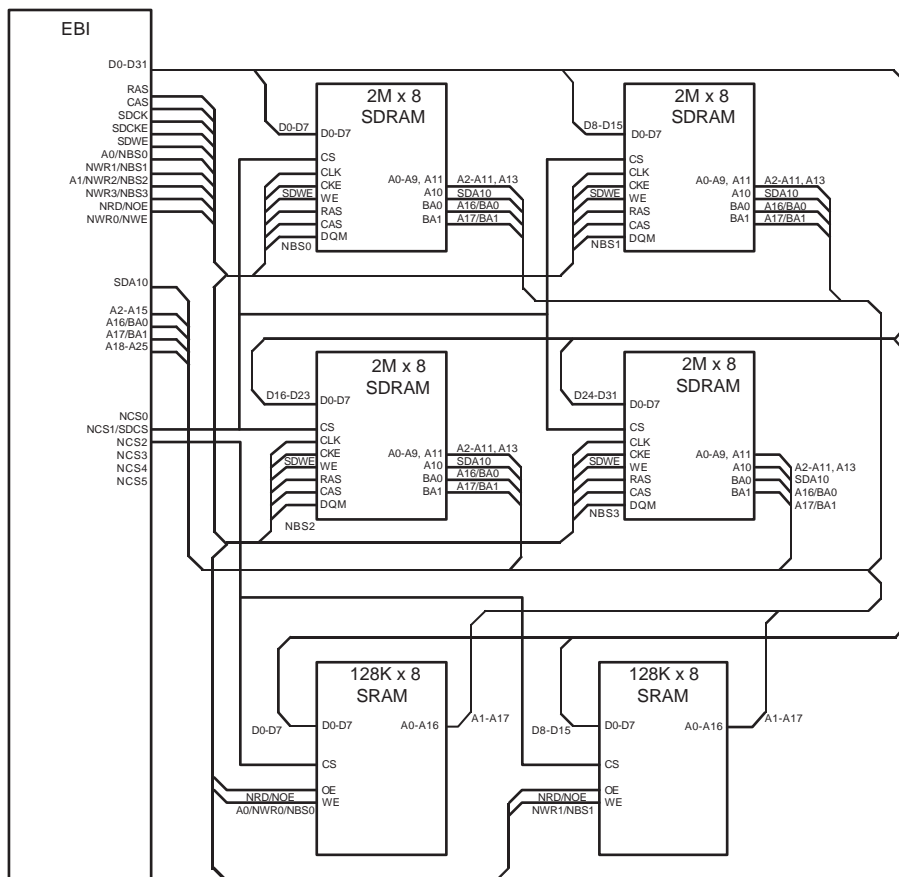 EBI
D0-D31
RAS
CAS
SDCK
SDCKE
SDWE
A0/NBS0
NWR1/NBS1
A1/NWR2/NBS2
NWR3/NBS3
NRD/NOE
NWR0/NWE
SDA10
A2-A15
A16/BA0
A17/BA1
A18-A25
NCS0
NCS1/SDCS
NCS2
NCS3
NCS4
NCS5
2M x 8
SDRAM
D0-D7
D0-D7
CS
CLK
CKE
SDWE
WE
RAS
CAS
DQM
NBS0
A0-A9, A11
A10
BA0
BA1
A2-A11, A13
SDA10
A16/BA0
A17/BA1
2M x 8
SDRAM
D8-D15
D0-D7
CS
CLK
CKE
SDWE
WE
RAS
CAS
DQM
NBS1
A0-A9, A11
A10
BA0
BA1
A2-A11, A13
SDA10
A16/BA0
A17/BA1
2M x 8
SDRAM
D16-D23
D0-D7
CS
CLK
CKE
SDWE
WE
RAS
CAS
DQM
NBS2
A0-A9, A11
A10
BA0
BA1
A2-A11, A13
SDA10
A16/BA0
A17/BA1
2M x 8
SDRAM
D24-D31
D0-D7
CS
CLK
CKE
SDWE
WE
RAS
CAS
DQM
NBS3
A0-A9, A11
A10
BA0
BA1
A2-A11, A13
SDA10
A16/BA0
A17/BA1
128K x 8
SRAM
D0-D7
D0-D7
A0-A16
A1-A17
CS
OE
NRD/NOE
WE
A0/NWR0/NBS0
128K x 8
SRAM
D8-D15
D0-D7
A0-A16
A1-A17
CS
OE
NRD/NOE
WE
NWR1/NBS1